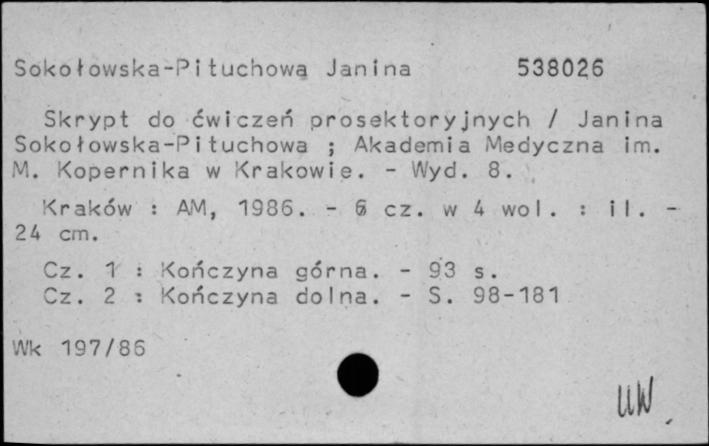 Sokołowska-Pituchowa Janina 538026
Skrypt do ćwiczeń prosektoryjnych / Janina
Sokołowska-Pituchowa ; Akademia Medyczna im.
M. Kopernika w Krakowie. - Wyd. 8.
Kraków : AM, 1986. - 6 cz. w 4 wol. : il. -
24 cm.
Cz. 1 : Kończyna górna. - 93 s.
Cz. 2 : Kończyna dolna. - S. 98-181
Wk 197/86
UW